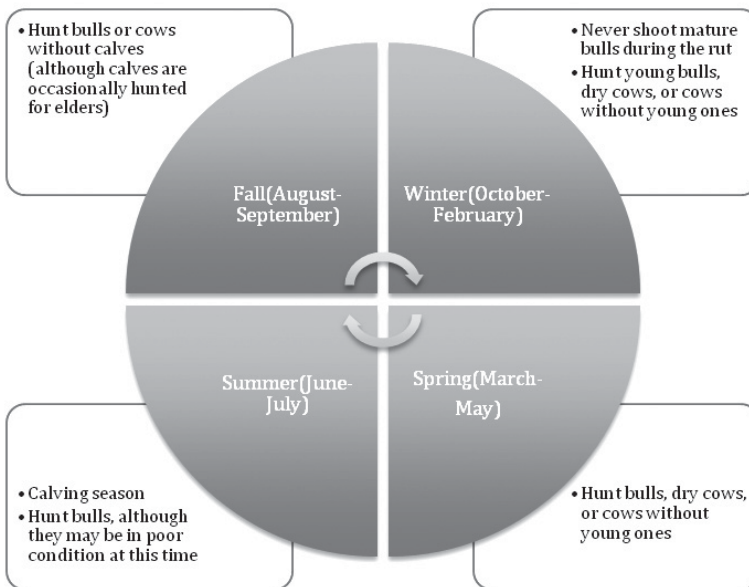 • Hunt bulls or cows
without calves
(although calves are
occasionally hunted
for elders)
• Never shoot mature
bulls during the rut
• Hunt young bulls,
dry cows, or cows
without young ones
Fall(August-
September)
Winter(October-
February)
Summer(June-
July)
Spring(March-
May)
• Calving season
• Hunt bulls, although
they may be in poor
condition at this time
• Hunt bulls, dry cows,
or cows without
young ones